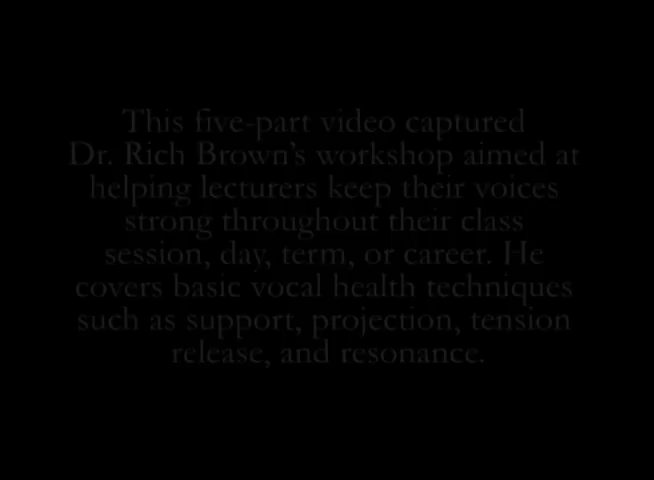 This five-part video captured
Dr. Rich Brown's workshop aimed at
helping lecturers keep their voices
strong throughout their class
session, day, term, or career. He
covers basic vocal health techniques
such as support, projection, tension
release, and resonance.